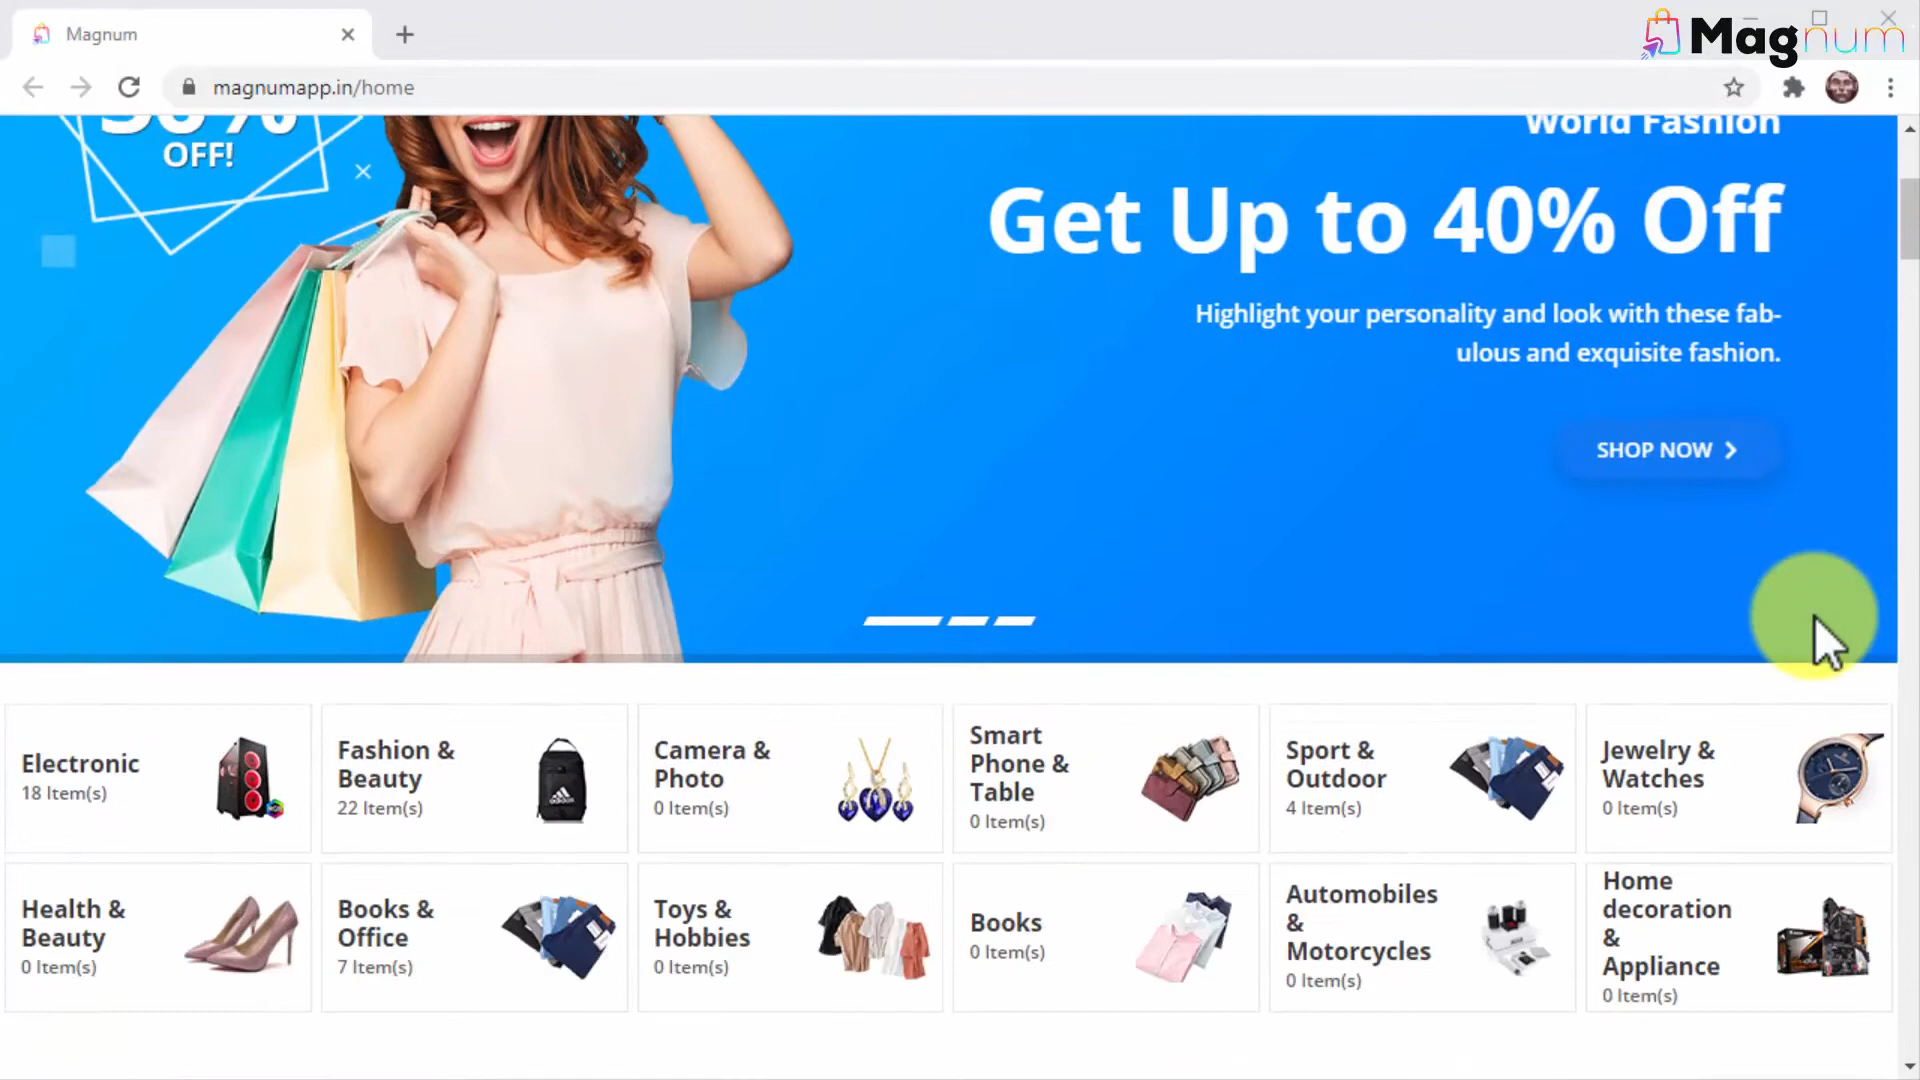 Magnum
Magnum
magnumapp.in/home
OFF!
World Fashion
Get Up to 40% Off
Highlight your personality and look with these fab-
ulous and exquisite fashion.
SHOP NOW
Electronic
18 Item(s)
Fashion &
Beauty
22 Item(s)
adidas
Camera &
Photo
0 Item(s)
Smart
Phone &
Table
0 Item(s)
Sport &
Outdoor
4 Item(s)
Jewelry &
Watches
0 Item(s)
Health &
Beauty
0 Item(s)
Books &
Office
7 Item(s)
Toys &
Hobbies
0 Item(s)
Books
0 Item(s)
Automobiles
&
Motorcycles
0 Item(s)
Home
decoration
&
Appliance
0 Item(s)